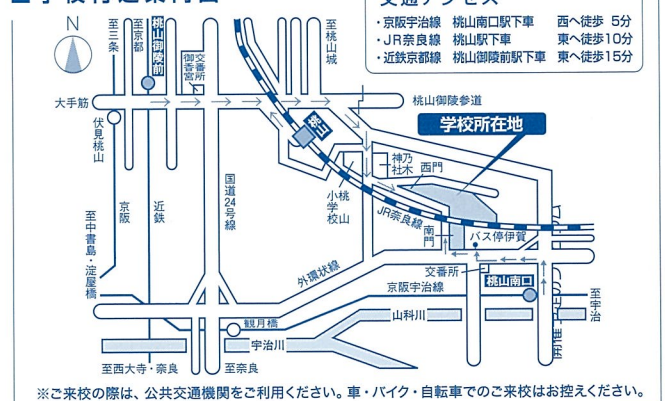 交通アクセス
・京阪宇治線 桃山南口駅下車 西へ徒歩 5分
・JR奈良線 桃山駅下車 東へ徒歩10分
・近鉄京都線 桃山御陵前駅下車 東へ徒歩15分
至三条
至京都
桃山御陵前
交番所
御香宮
至桃山城
大手筋
桃山御陵参道
伏見桃山
桃山
学校所在地
神乃社木
西門
桃山小学校
国道24号線
京阪
近鉄
JR奈良線
南門
バス停伊賀
至中書島・淀屋橋
外環状線
交番所
桃山南口
京阪宇治線
至宇治
山科川
観月橋
宇治川
至西大寺・奈良
至奈良
※ご来校の際は、公共交通機関をご利用ください。車・バイク・自転車でのご来校はお控えください。